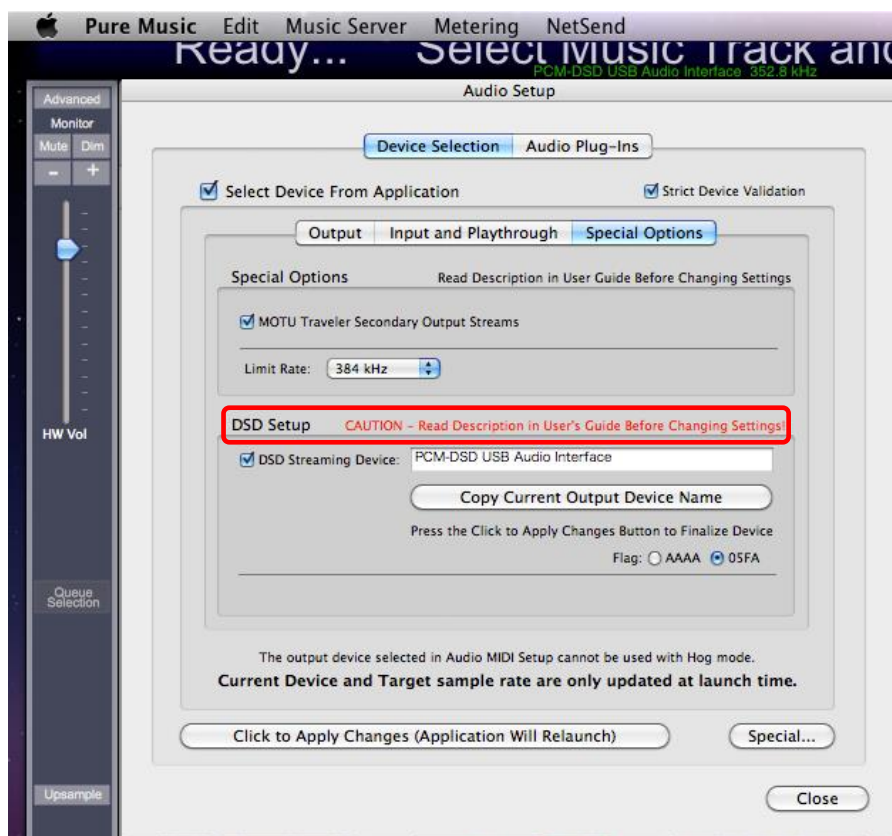 Pure Music Edit Music Server Metering NetSend
Ready... Select Music Track and
PCM-DSD USB Audio Interface 352.8 kHz
Audio Setup
Advanced
Monitor
Mute Dim
- +
HW Vol
Queue
Selection
Upsample
Device Selection Audio Plug-Ins
Select Device From Application Strict Device Validation
Output Input and Playthrough Special Options
Special Options Read Description in User Guide Before Changing Settings
MOTU Traveler Secondary Output Streams
Limit Rate: 384 kHz
DSD Setup CAUTION - Read Description in User's Guide Before Changing Settings!
DSD Streaming Device: PCM-DSD USB Audio Interface
Copy Current Output Device Name
Press the Click to Apply Changes Button to Finalize Device
Flag: AAAA 05FA
The output device selected in Audio MIDI Setup cannot be used with Hog mode.
Current Device and Target sample rate are only updated at launch time.
Click to Apply Changes (Application Will Relaunch) Special...
Close